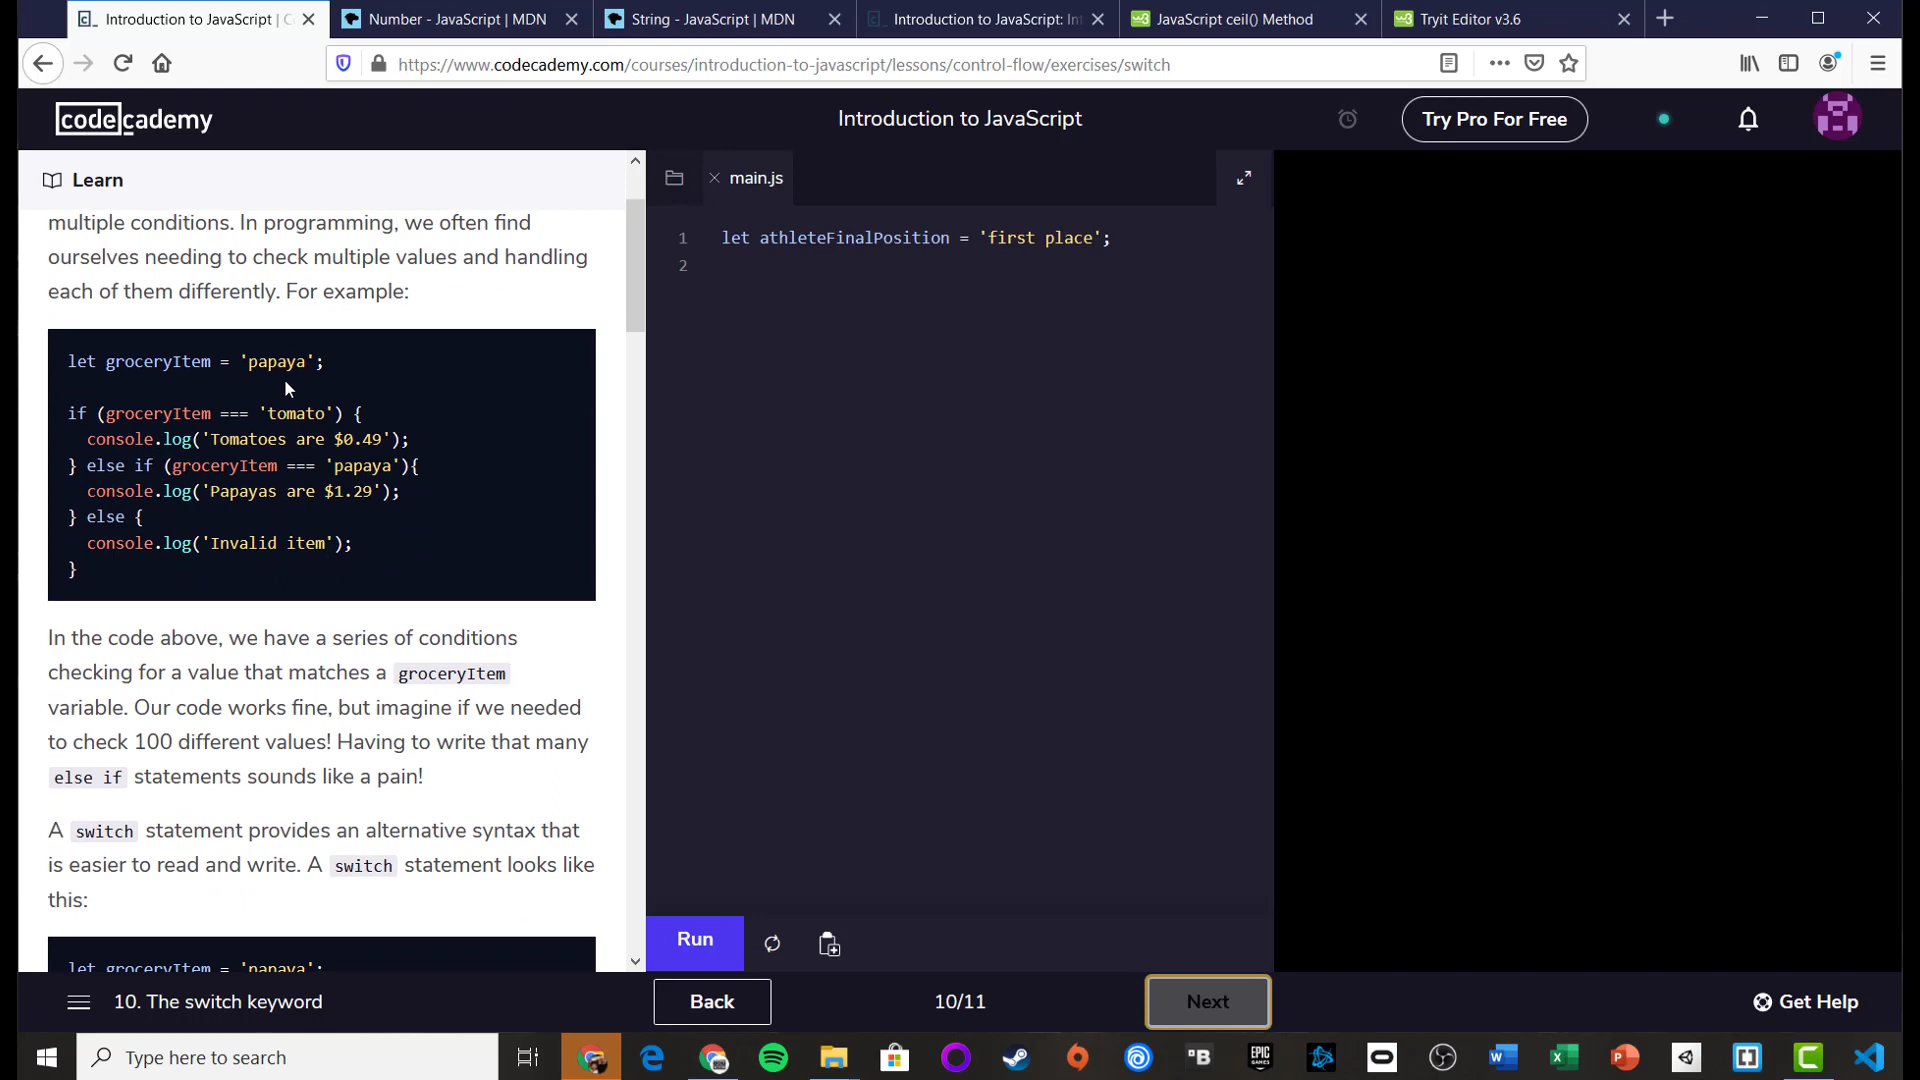 Introduction to JavaScript | C
Number - JavaScript | MDN
String - JavaScript | MDN
Introduction to JavaScript: In
JavaScript ceil() Method
Tryit Editor v3.6
https://www.codecademy.com/courses/introduction-to-javascript/lessons/control-flow/exercises/switch
codecademy
Introduction to JavaScript
Try Pro For Free
Learn
main.js
multiple conditions. In programming, we often find
ourselves needing to check multiple values and handling
each of them differently. For example:
let groceryItem = 'papaya';
if (groceryItem === 'tomato') {
console.log('Tomatoes are $0.49');
} else if (groceryItem === 'papaya'){
console.log('Papayas are $1.29');
} else {
console.log('Invalid item');
}
In the code above, we have a series of conditions
checking for a value that matches a groceryItem
variable. Our code works fine, but imagine if we needed
to check 100 different values! Having to write that many
else if statements sounds like a pain!
A switch statement provides an alternative syntax that
is easier to read and write. A switch statement looks like
this:
let groceryItem = 'papaya';
1 let athleteFinalPosition = 'first place';
2
Run
10. The switch keyword
Back
10/11
Next
Get Help
Type here to search